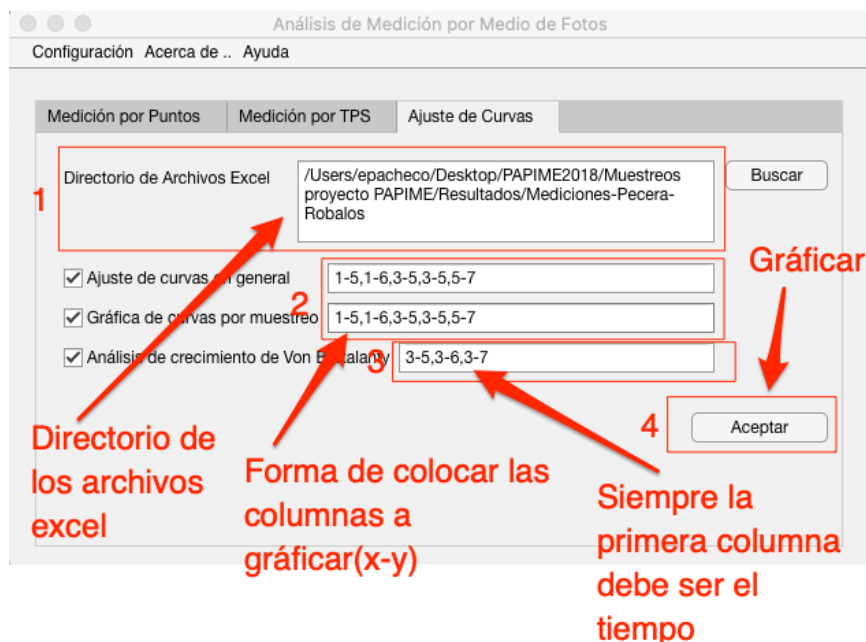 Análisis de Medición por Medio de Fotos
Configuración Acerca de .. Ayuda
Medición por Puntos Medición por TPS Ajuste de Curvas
1
Directorio de Archivos Excel
/Users/epacheco/Desktop/PAPIME2018/Muestreos
proyecto PAPIME/Resultados/Mediciones-Pecera-
Robalos
Buscar
Gráficar
Ajuste de curvas en general
1-5,1-6,3-5,3-5,5-7
2
Gráfica de curvas por muestreo
1-5,1-6,3-5,3-5,5-7
Análisis de crecimiento de Von
3
3-5,3-6,3-7
4
Aceptar
Directorio de
los archivos
excel
Forma de colocar las
columnas a
gráficar(x-y)
Siempre la
primera columna
debe ser el
tiempo